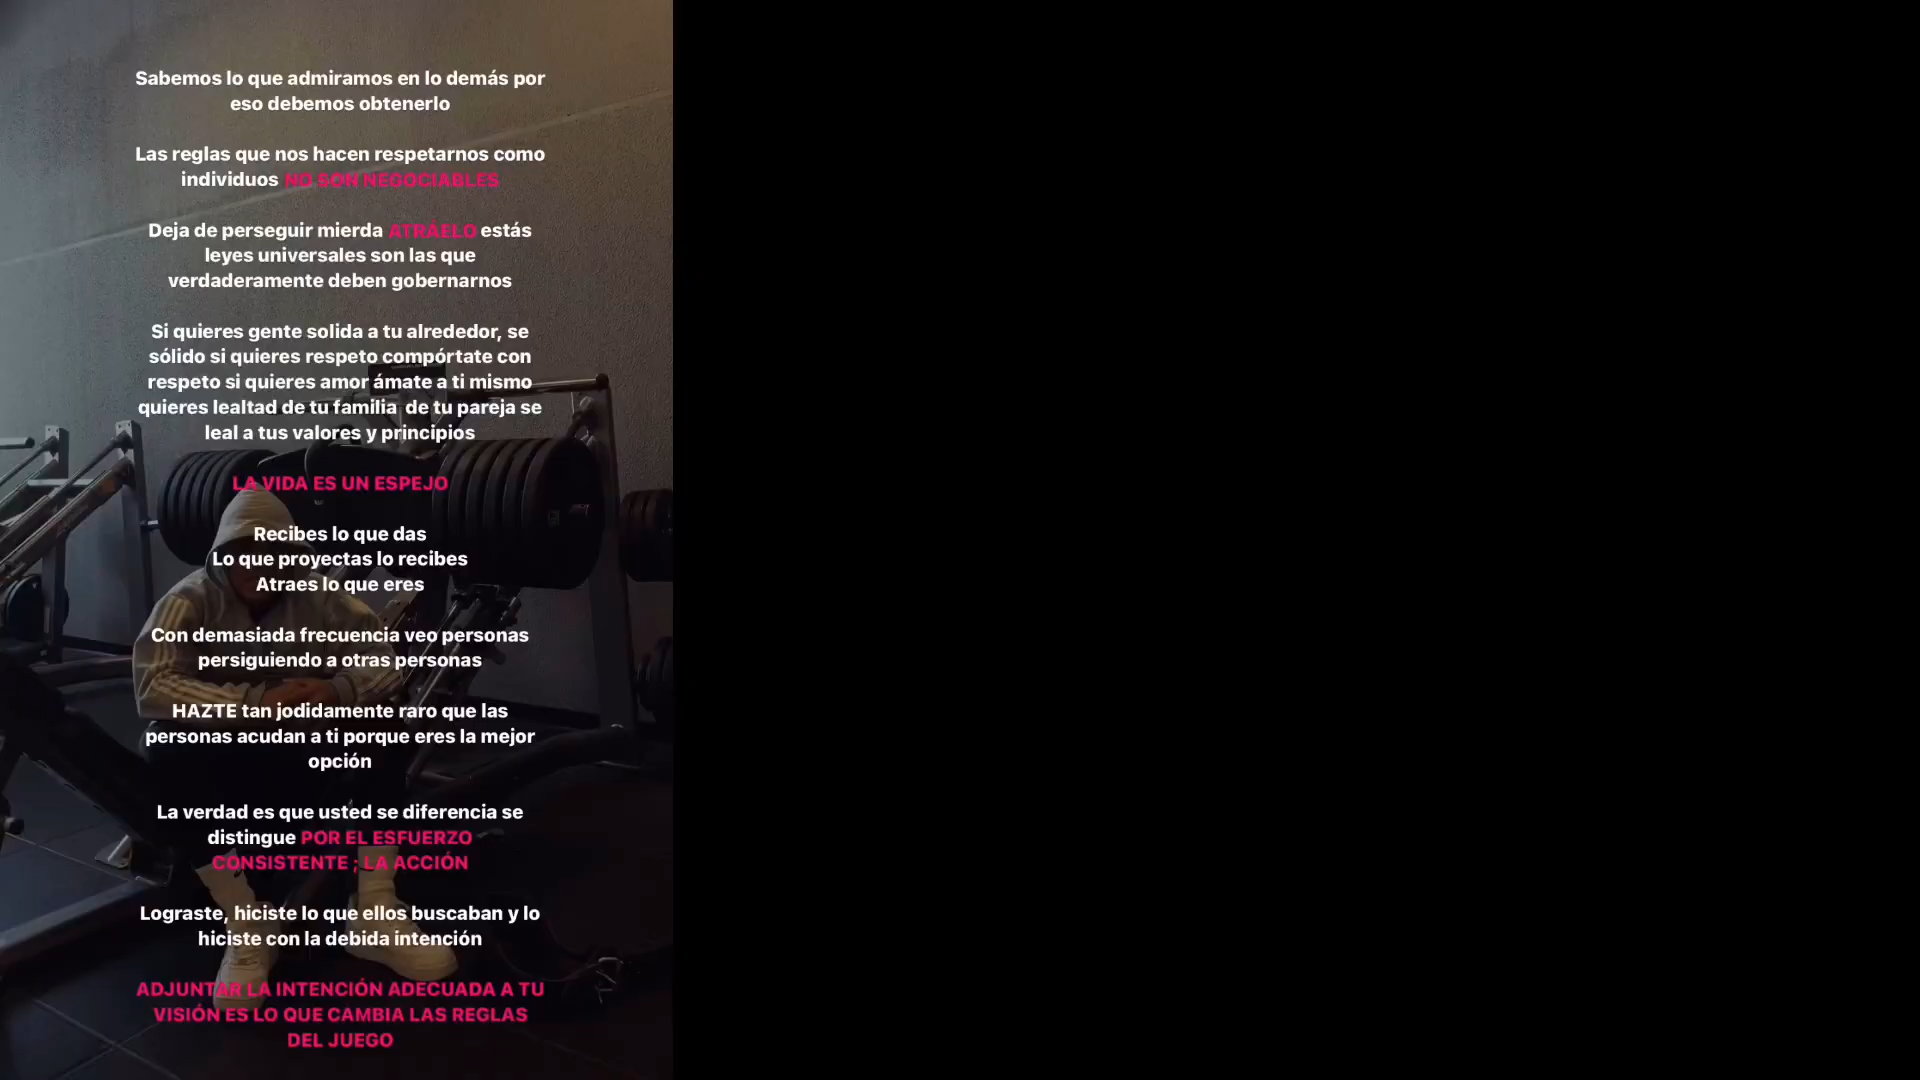 Sabemos lo que admiramos en lo demás por
eso debemos obtenerlo
Las reglas que nos hacen respetarnos como
individuos NO SON NEGOCIABLES
Deja de perseguir mierda ATRÁELO estás
leyes universales son las que
verdaderamente deben gobernarnos
Si quieres gente solida a tu alrededor, se
sólido si quieres respeto compórtate con
respeto si quieres amor ámate a ti mismo
quieres lealtad de tu familia  de tu pareja se
leal a tus valores y principios
LA VIDA ES UN ESPEJO
Recibes lo que das
Lo que proyectas lo recibes
Atraes lo que eres
Con demasiada frecuencia veo personas
persiguiendo a otras personas
HAZTE tan jodidamente raro que las
personas acudan a ti porque eres la mejor
opción
La verdad es que usted se diferencia se
distingue POR EL ESFUERZO
CONSISTENTE ; LA ACCIÓN
Lograste, hiciste lo que ellos buscaban y lo
hiciste con la debida intención
ADJUNTAR LA INTENCIÓN ADECUADA A TU
VISIÓN ES LO QUE CAMBIA LAS REGLAS
DEL JUEGO